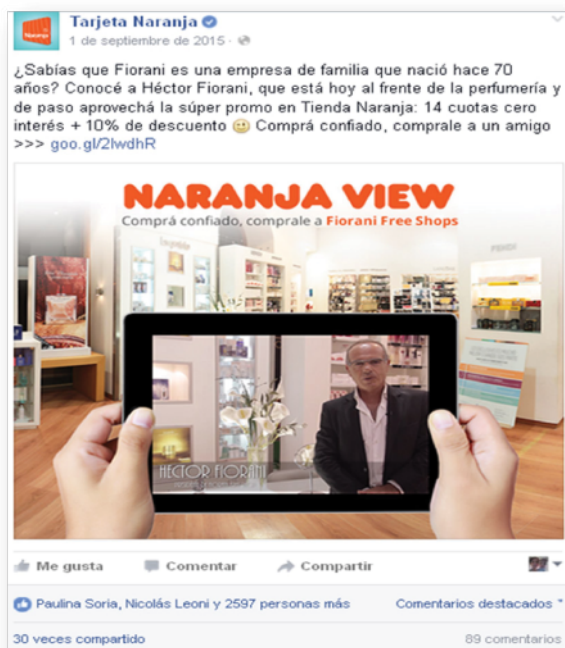 Tarjeta Naranja
Naranja
1 de septiembre de 2015 ·
¿Sabías que Fiorani es una empresa de familia que nació hace 70
años? Conocé a Héctor Fiorani, que está hoy al frente de la perfumería y
de paso aprovechá la súper promo en Tienda Naranja: 14 cuotas cero
interés + 10% de descuento 😀 Comprá confiado, comprale a un amigo
>>> goo.gl/2lwdhR
NARANJA VIEW
Comprá confiado, comprale a Fiorani Free Shops
FENDI
HÉCTOR FIORANI
Me gusta Comentar Compartir
Paulina Soria, Nicolás Leoni y 2597 personas más Comentarios destacados
30 veces compartido 89 comentarios